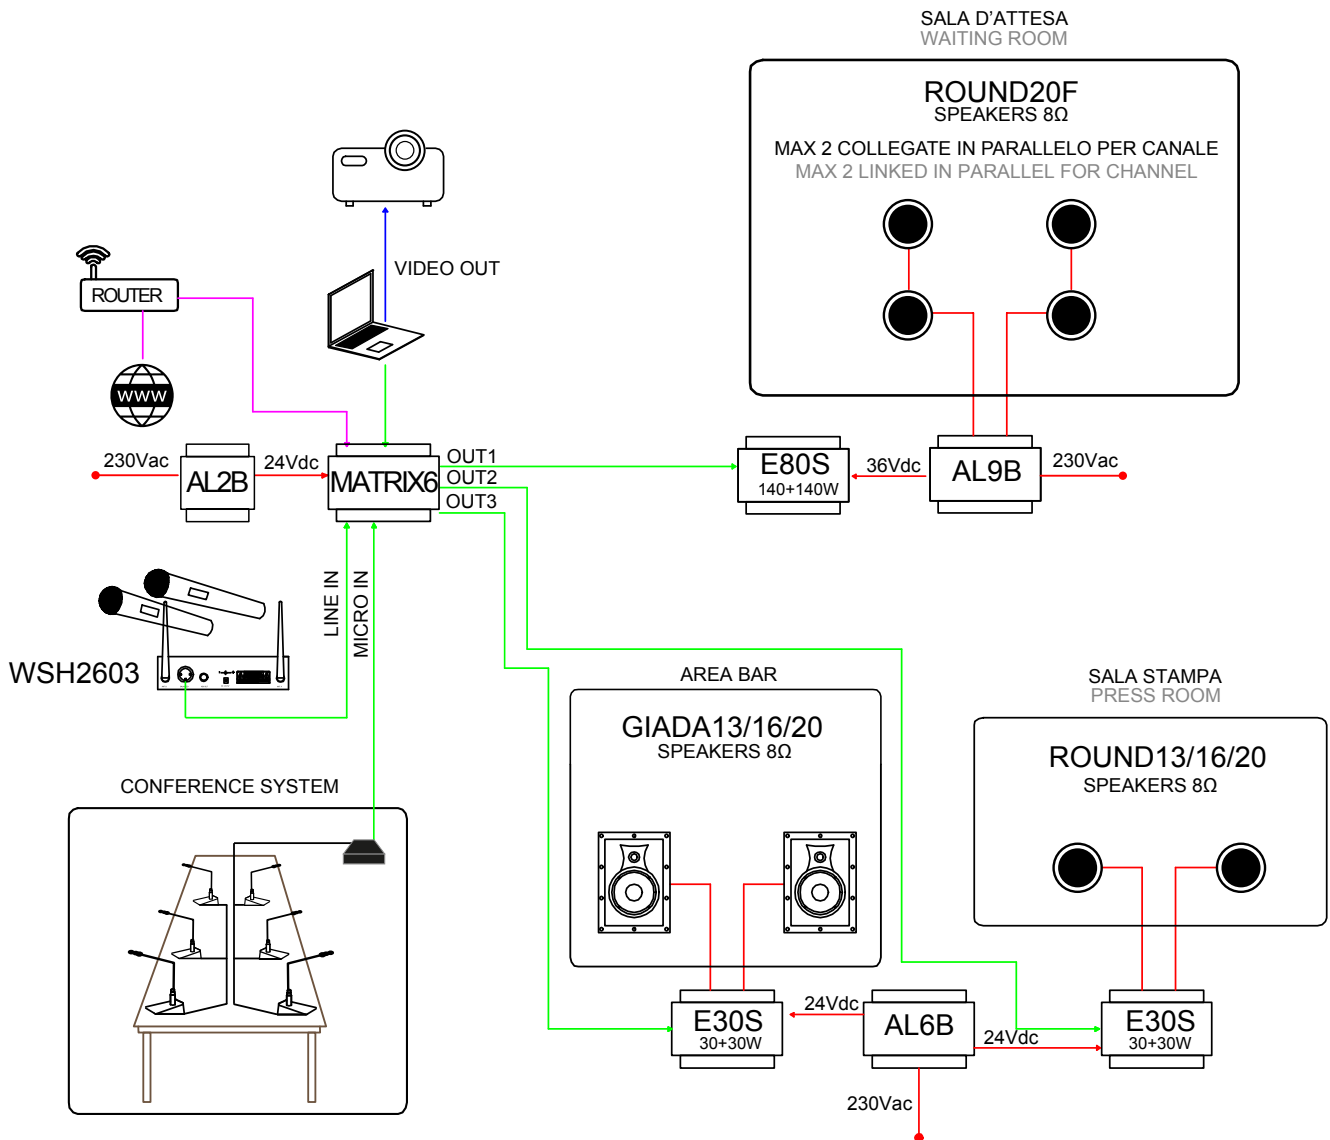 SALA D'ATTESA
WAITING ROOM
ROUND20F
SPEAKERS 8Ω
MAX 2 COLLEGATE IN PARALLELO PER CANALE
MAX 2 LINKED IN PARALLEL FOR CHANNEL
VIDEO OUT
ROUTER
WWW
230Vac
AL2B
24Vdc
MATRIX6
OUT1
OUT2
OUT3
E80S
140+140W
36Vdc
AL9B
230Vac
LINE IN
MICRO IN
WSH2603
AREA BAR
GIADA13/16/20
SPEAKERS 8Ω
SALA STAMPA
PRESS ROOM
ROUND13/16/20
SPEAKERS 8Ω
CONFERENCE SYSTEM
E30S
30+30W
24Vdc
AL6B
24Vdc
E30S
30+30W
230Vac